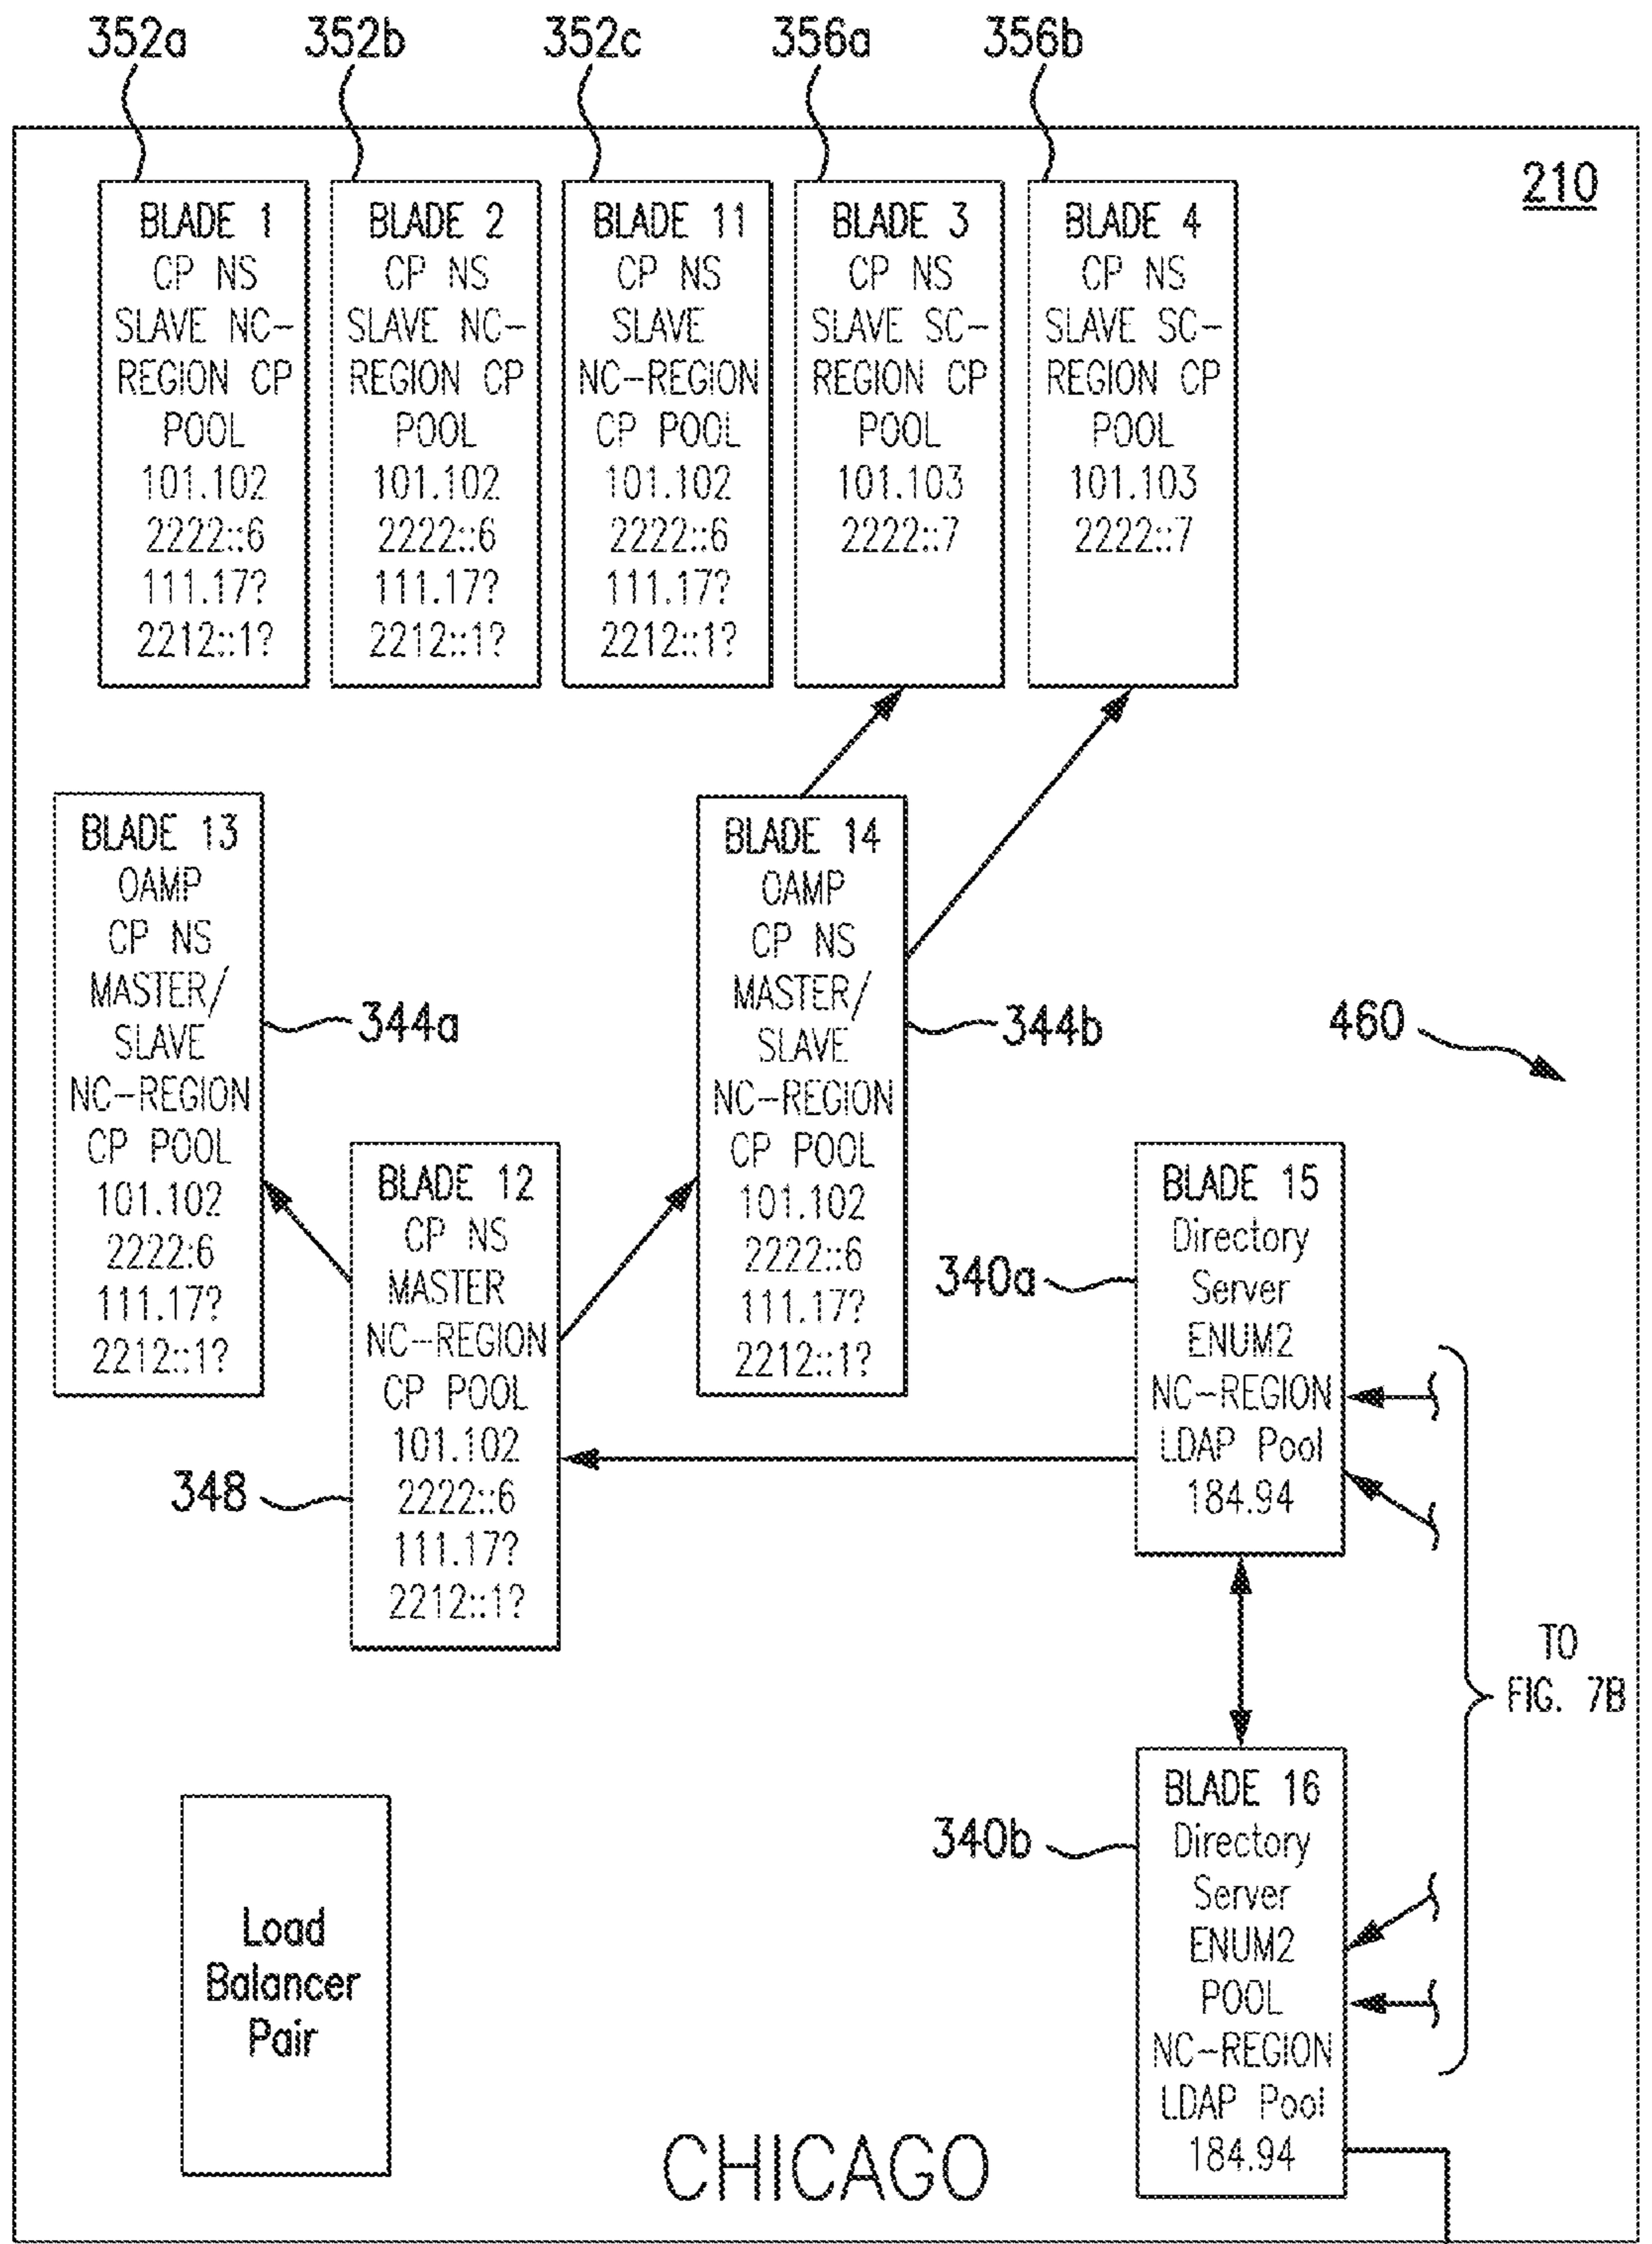 352a
352b
352c
356a
356b
210
BLADE 1
CP NS
SLAVE NC-
REGION CP
POOL
101.102
2222::6
111.17?
2212::1?
BLADE 2
CP NS
SLAVE NC-
REGION CP
POOL
101.102
2222::6
111.17?
2212::1?
BLADE 11
CP NS
SLAVE
NC-REGION
CP POOL
101.102
2222::6
111.17?
2212::1?
BLADE 3
CP NS
SLAVE SC-
REGION CP
POOL
101.103
2222::7
BLADE 4
CP NS
SLAVE SC-
REGION CP
POOL
101.103
2222::7
BLADE 13
OAMP
CP NS
MASTER/
SLAVE
NC-REGION
CP POOL
101.102
2222:6
111.17?
2212::1?
344a
BLADE 14
OAMP
CP NS
MASTER/
SLAVE
NC-REGION
CP POOL
101.102
2222::6
111.17?
2212::1?
344b
460
BLADE 12
CP NS
MASTER
NC-REGION
CP POOL
101.102
2222::6
111.17?
2212::1?
348
340a
BLADE 15
Directory
Server
ENUM2
NC-REGION
LDAP Pool
184.94
TO
FIG. 7B
340b
BLADE 16
Directory
Server
ENUM2
POOL
NC-REGION
LDAP Pool
184.94
Load
Balancer
Pair
CHICAGO